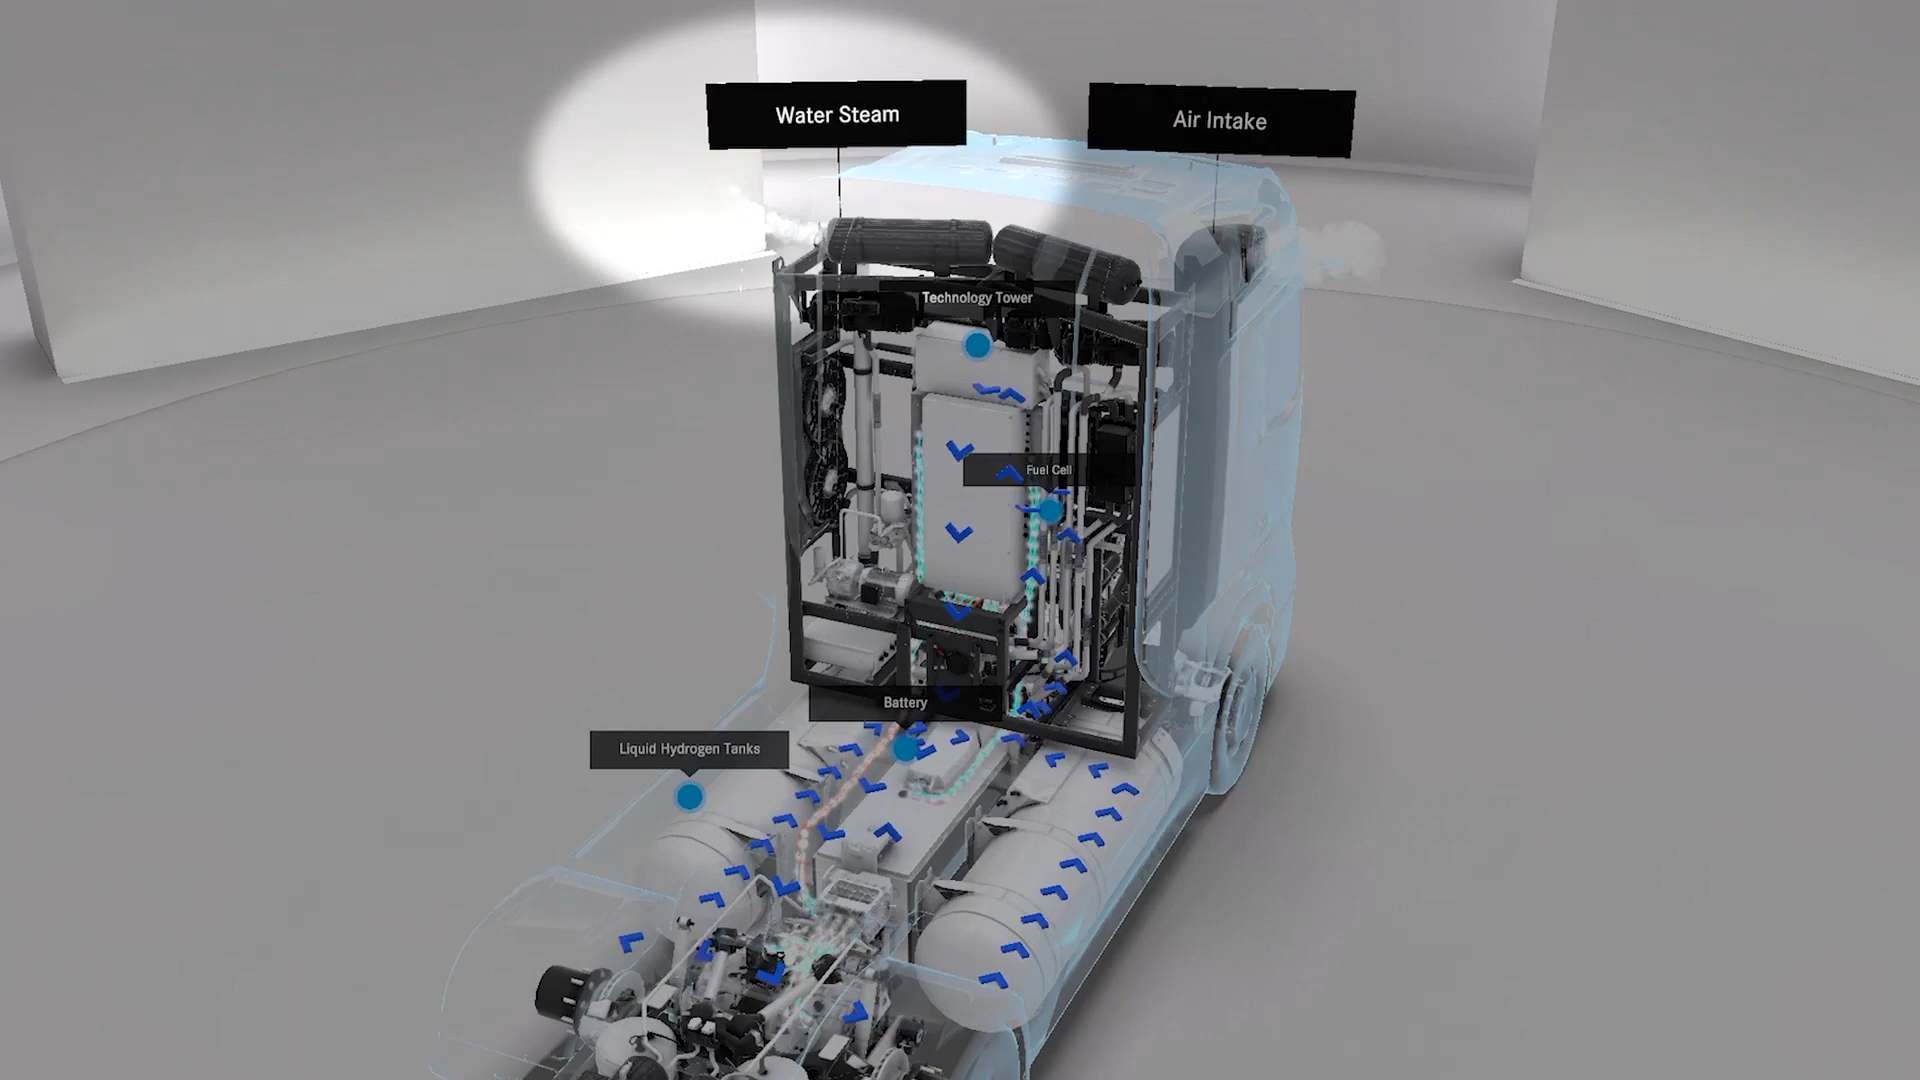 Water Steam
Air Intake
Technology Tower
Fuel Cell
Battery
Liquid Hydrogen Tanks